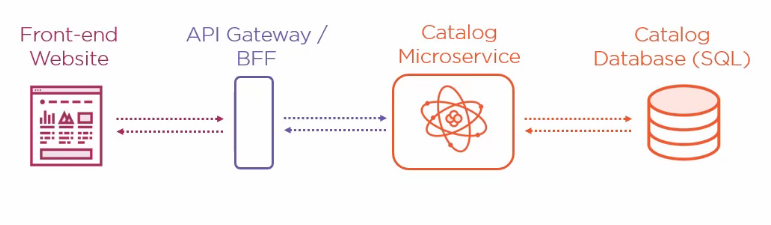 Front-end
Website
API Gateway /
BFF
Catalog
Microservice
Catalog
Database (SQL)